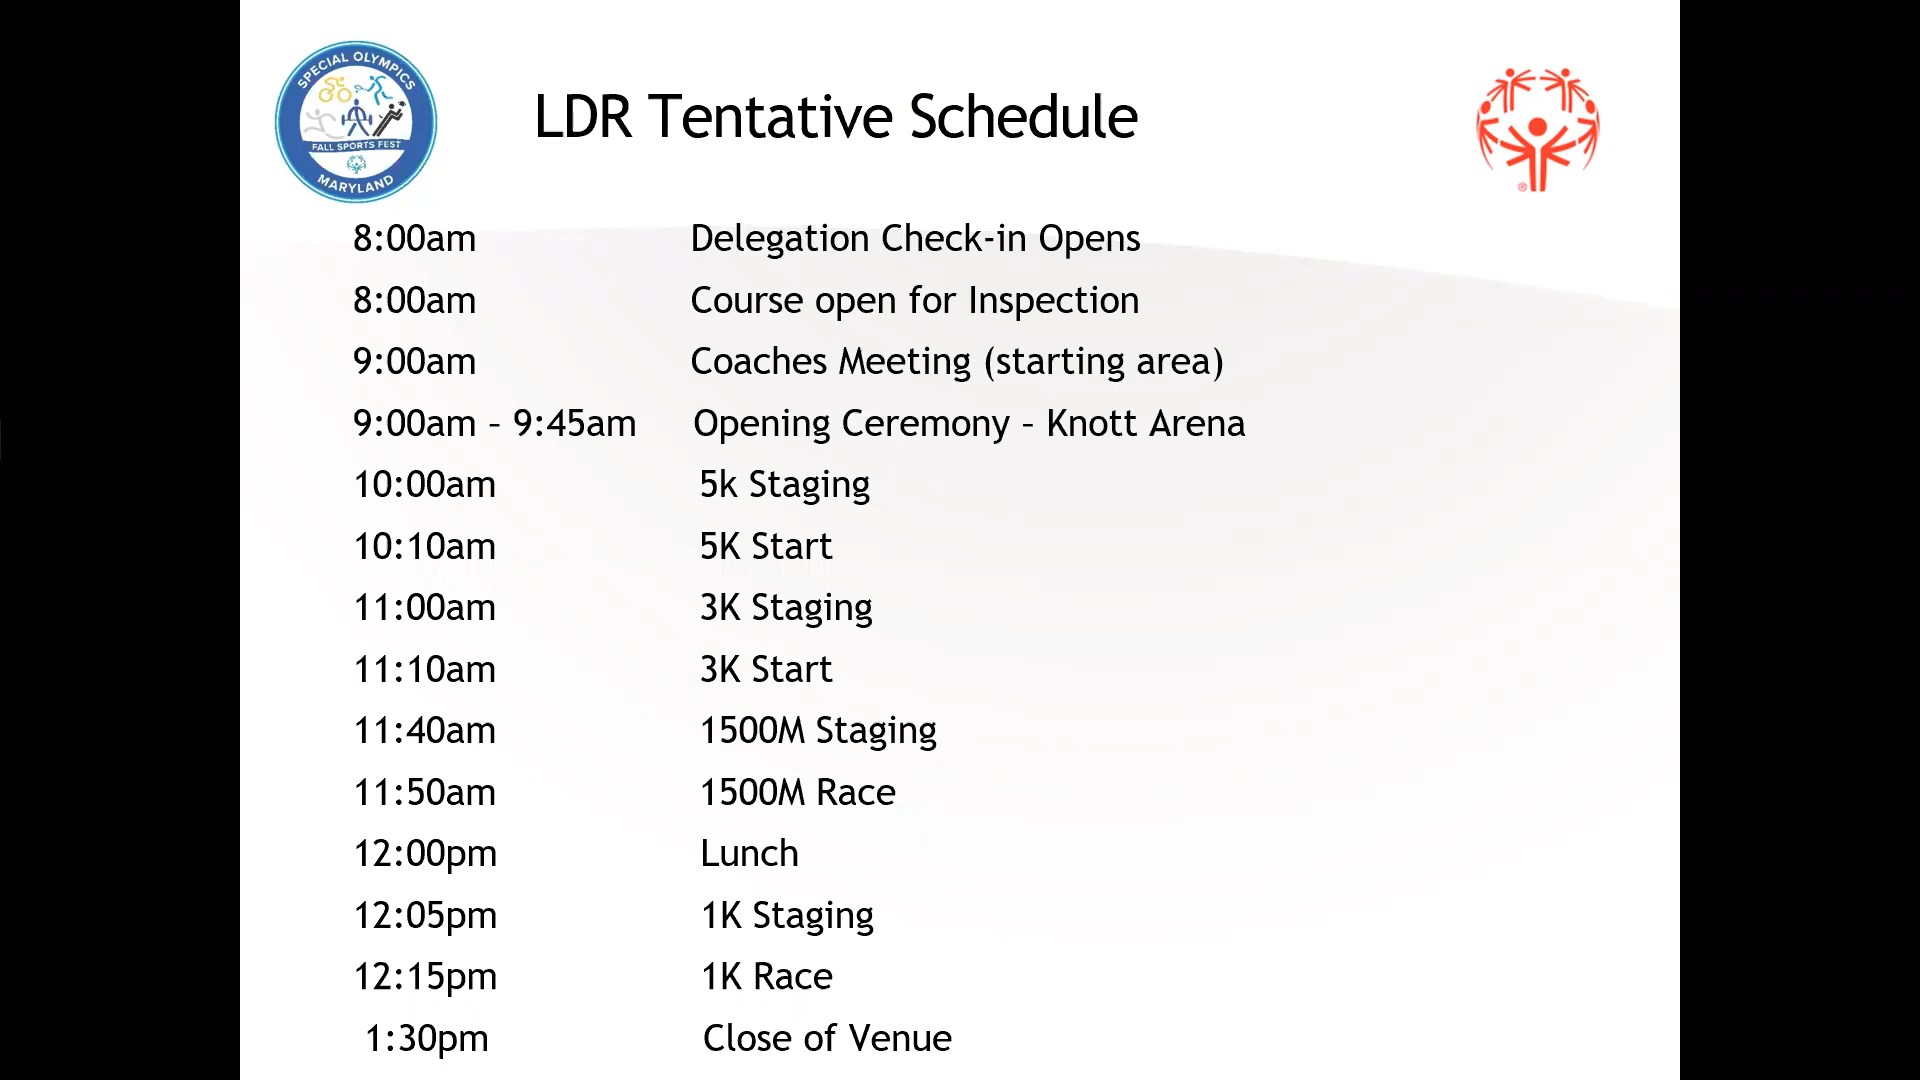 SPECIAL OLYMPICS
FALL SPORTS FEST
MARYLAND
LDR Tentative Schedule
®
8:00am Delegation Check-in Opens
8:00am Course open for Inspection
9:00am Coaches Meeting (starting area)
9:00am – 9:45am Opening Ceremony – Knott Arena
10:00am 5k Staging
10:10am 5K Start
11:00am 3K Staging
11:10am 3K Start
11:40am 1500M Staging
11:50am 1500M Race
12:00pm Lunch
12:05pm 1K Staging
12:15pm 1K Race
1:30pm Close of Venue